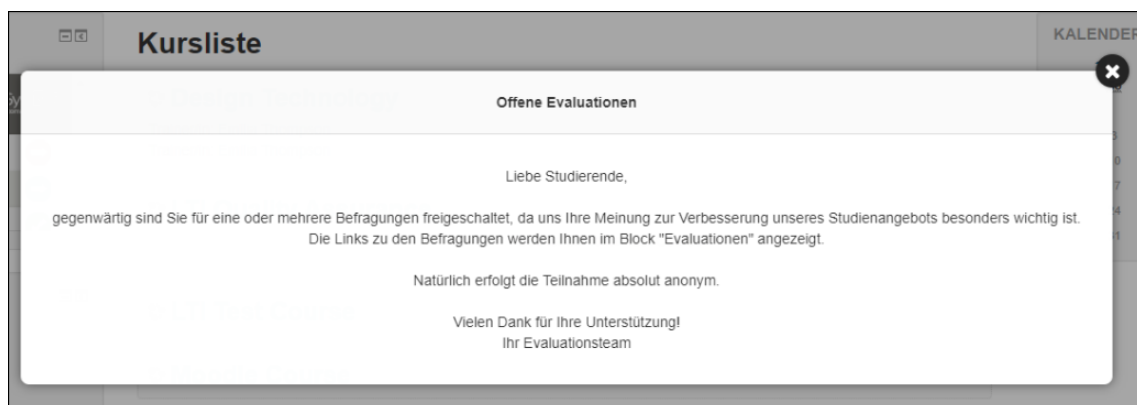 Kursliste
KALENDER
Offene Evaluationen
Liebe Studierende,
gegenwärtig sind Sie für eine oder mehrere Befragungen freigeschaltet, da uns Ihre Meinung zur Verbesserung unseres Studienangebots besonders wichtig ist.
Die Links zu den Befragungen werden Ihnen im Block "Evaluationen" angezeigt.
Natürlich erfolgt die Teilnahme absolut anonym.
Vielen Dank für Ihre Unterstützung!
Ihr Evaluationsteam